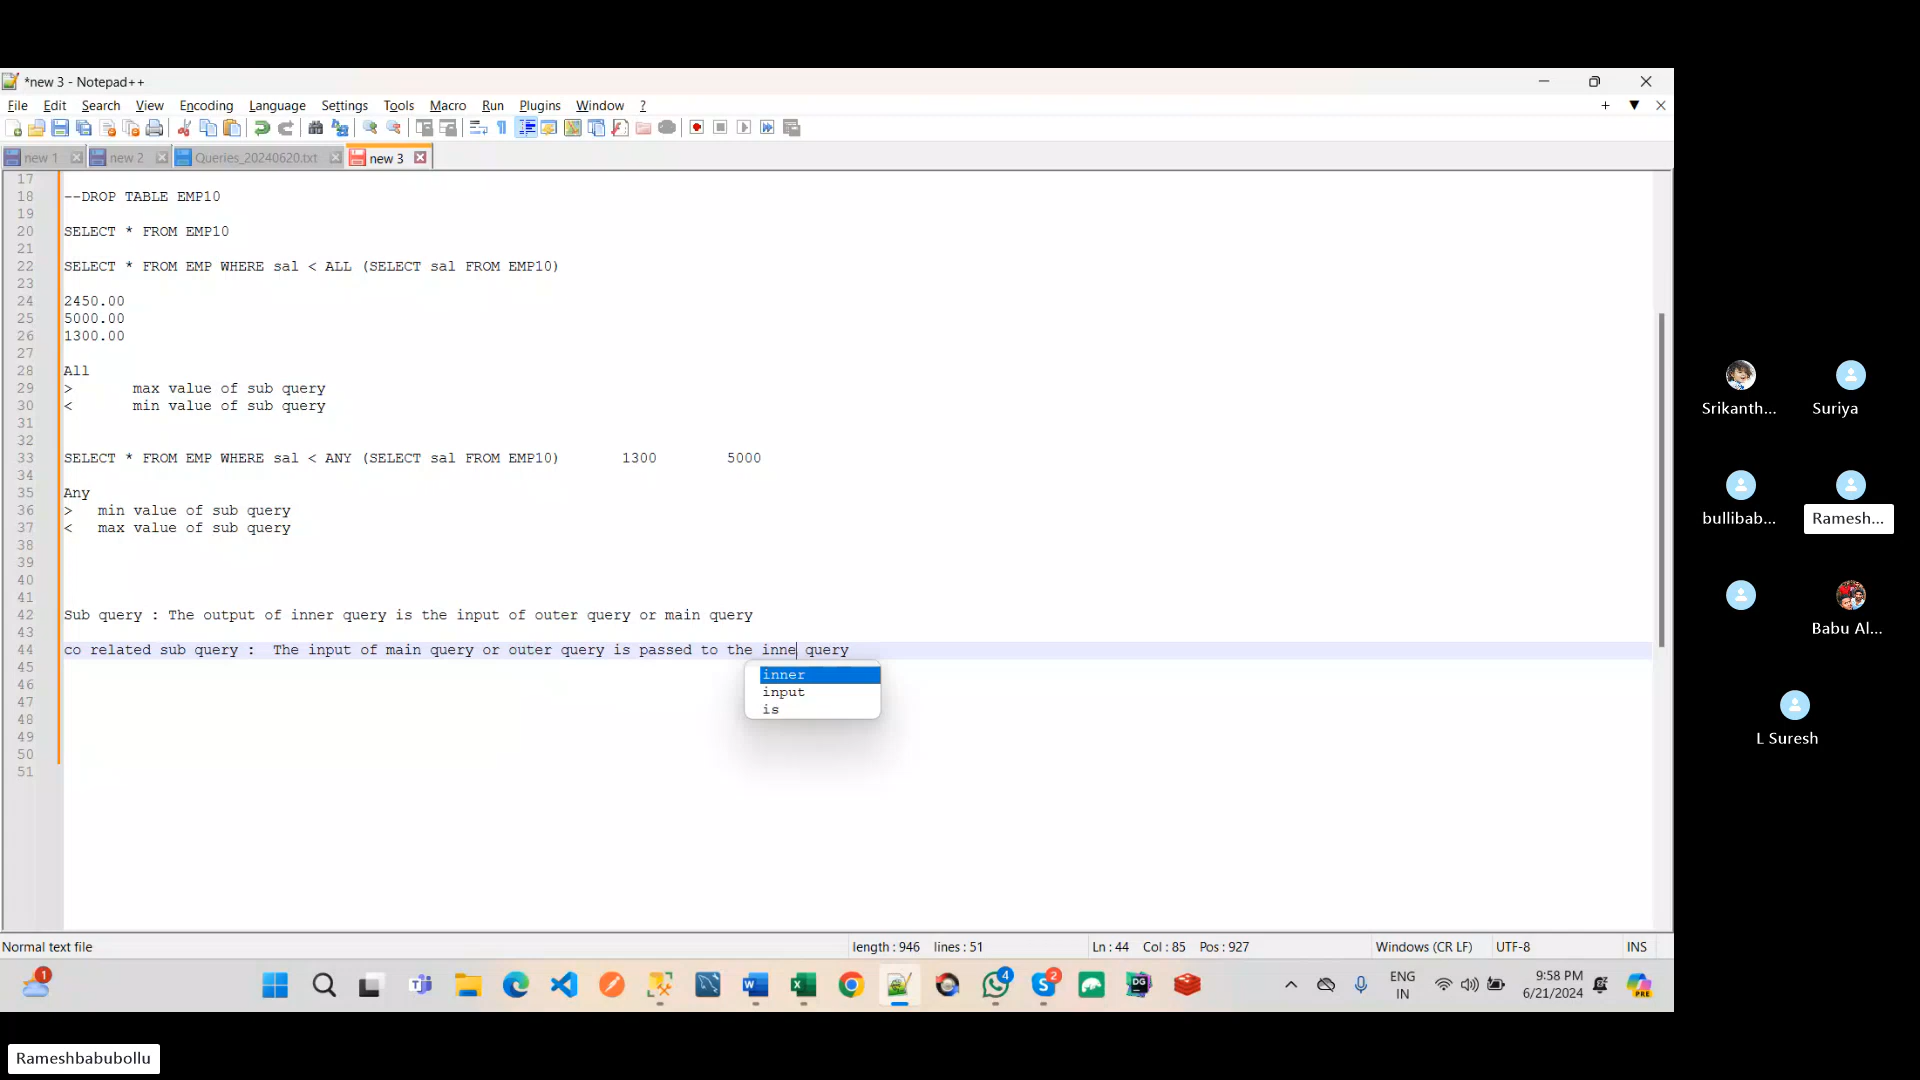 *new 3 - Notepad++
File Edit Search View Encoding Language Settings Tools Macro Run Plugins Window ?
new 1 new 2 Queries_20240620.txt new 3
17
18 --DROP TABLE EMP10
19
20 SELECT * FROM EMP10
21
22 SELECT * FROM EMP WHERE sal < ALL (SELECT sal FROM EMP10)
23
24 2450.00
25 5000.00
26 1300.00
27
28 All
29 > max value of sub query
30 < min value of sub query
31
32
33 SELECT * FROM EMP WHERE sal < ANY (SELECT sal FROM EMP10) 1300 5000
34
35 Any
36 > min value of sub query
37 < max value of sub query
38
39
40
41
42 Sub query : The output of inner query is the input of outer query or main query
43
44 co related sub query : The input of main query or outer query is passed to the inne query
45
46
47
48
49
50
51
inner
input
is
Normal text file length : 946 lines : 51 Ln : 44 Col : 85 Pos : 927 Windows (CR LF) UTF-8 INS
1
4
2
DG
PRE
ENG
IN
9:58 PM
6/21/2024
Srikanth... Suriya
bullibab... Ramesh...
Babu Al...
L Suresh
Rameshbabubollu